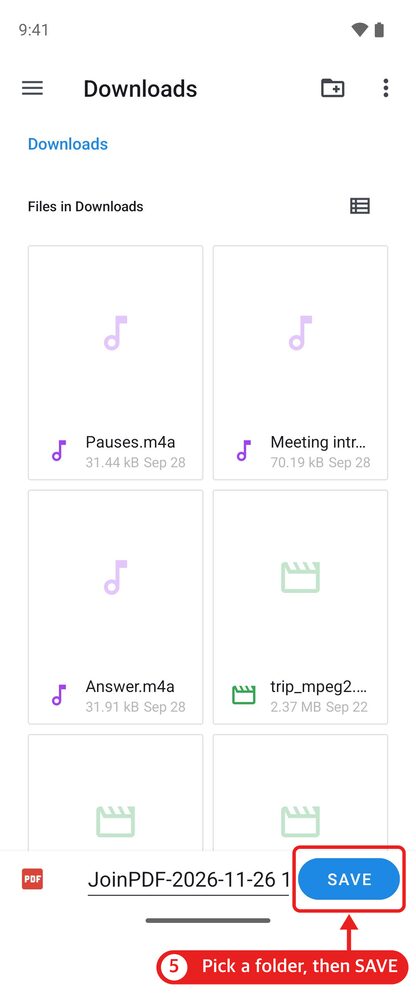 9:41
Downloads
Downloads
Files in Downloads
Pauses.m4a
31.44 kB Sep 28
Meeting intr...
70.19 kB Sep 28
Answer.m4a
31.91 kB Sep 28
trip_mpeg2....
2.37 MB Sep 22
PDF
JoinPDF-2026-11-26 1
SAVE
5 Pick a folder, then SAVE